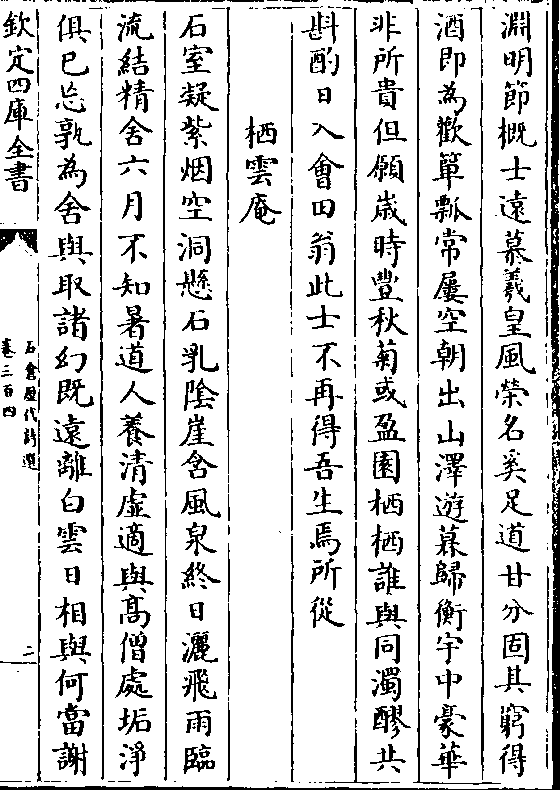 淵明節概士遠慕羲皇風榮名奚足道甘分固其窮得
酒即為歡簞瓢常屢空朝出山澤遊暮歸衡宇中豪華
非所貴但願歲時豐秋菊或盈園栖栖誰與同濁醪共
斟酌日入會田翁此士不再得吾生焉所從
栖雲庵
石室凝紫烟空洞懸石乳陰崖含風泉終日灑飛雨臨
流結精舍六月不知暑道人養清虛適與高僧處垢淨
俱已忘孰為舍與取諸幻既遠離白雲日相與何當謝
欽定四庫全書
石倉歷代詩選
卷三百四
二